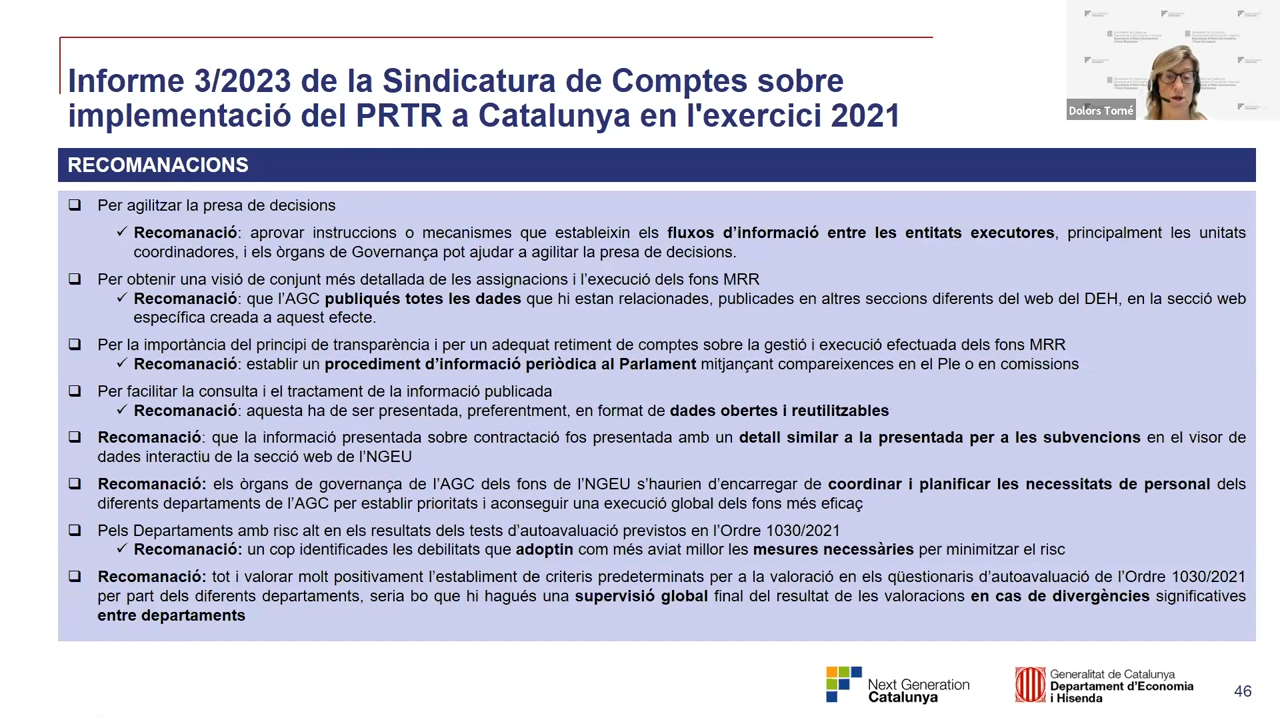 Informe 3/2023 de la Sindicatura de Comptes sobre
implementació del PRTR a Catalunya en l'exercici 2021
Dolors Torné
RECOMANACIONS
❑ Per agilitzar la presa de decisions
✓ Recomanació: aprovar instruccions o mecanismes que estableixin els fluxos d’informació entre les entitats executores, principalment les unitats
coordinadores, i els òrgans de Governança pot ajudar a agilitar la presa de decisions.
❑ Per obtenir una visió de conjunt més detallada de les assignacions i l’execució dels fons MRR
✓ Recomanació: que l’AGC publiqués totes les dades que hi estan relacionades, publicades en altres seccions diferents del web del DEH, en la secció web
específica creada a aquest efecte.
❑ Per la importància del principi de transparència i per un adequat retiment de comptes sobre la gestió i execució efectuada dels fons MRR
✓ Recomanació: establir un procediment d’informació periòdica al Parlament mitjançant compareixences en el Ple o en comissions
❑ Per facilitar la consulta i el tractament de la informació publicada
✓ Recomanació: aquesta ha de ser presentada, preferentment, en format de dades obertes i reutilitzables
❑ Recomanació: que la informació presentada sobre contractació fos presentada amb un detall similar a la presentada per a les subvencions en el visor de
dades interactiu de la secció web de l’NGEU
❑ Recomanació: els òrgans de governança de l’AGC dels fons de l’NGEU s’haurien d’encarregar de coordinar i planificar les necessitats de personal dels
diferents departaments de l’AGC per establir prioritats i aconseguir una execució global dels fons més eficaç
❑ Pels Departaments amb risc alt en els resultats dels tests d’autoavaluació previstos en l’Ordre 1030/2021
✓ Recomanació: un cop identificades les debilitats que adoptin com més aviat millor les mesures necessàries per minimitzar el risc
❑ Recomanació: tot i valorar molt positivament l’establiment de criteris predeterminats per a la valoració en els qüestionaris d’autoavaluació de l’Ordre 1030/2021
per part dels diferents departaments, seria bo que hi hagués una supervisió global final del resultat de les valoracions en cas de divergències significatives
entre departaments
Next Generation
Catalunya
Generalitat de Catalunya
Departament d’Economia
i Hisenda
46